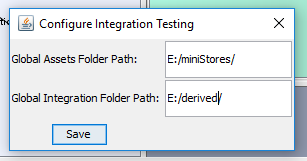 Configure Integration Testing
Global Assets Folder Path: E:/miniStores/
Global Integration Folder Path: E:/derived/
Save